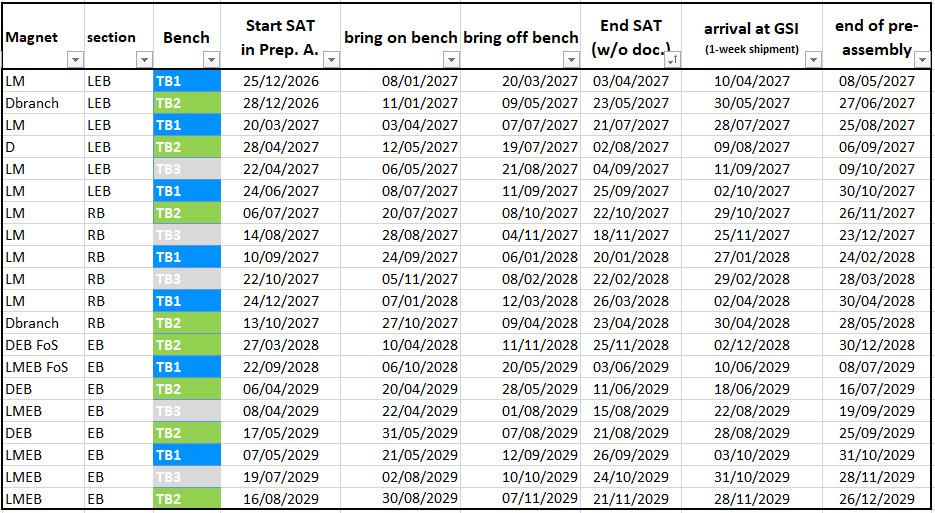 Magnet section Bench Start SAT in Prep. A. bring on bench bring off bench End SAT (w/o doc.) arrival at GSI (1-week shipment) end of pre-assembly
LM LEB TB1 25/12/2026 08/01/2027 20/03/2027 03/04/2027 10/04/2027 08/05/2027
Dbranch LEB TB2 28/12/2026 11/01/2027 09/05/2027 23/05/2027 30/05/2027 27/06/2027
LM LEB TB1 20/03/2027 03/04/2027 07/07/2027 21/07/2027 28/07/2027 25/08/2027
D LEB TB2 28/04/2027 12/05/2027 19/07/2027 02/08/2027 09/08/2027 06/09/2027
LM LEB TB3 22/04/2027 06/05/2027 21/08/2027 04/09/2027 11/09/2027 09/10/2027
LM LEB TB1 24/06/2027 08/07/2027 11/09/2027 25/09/2027 02/10/2027 30/10/2027
LM RB TB2 06/07/2027 20/07/2027 08/10/2027 22/10/2027 29/10/2027 26/11/2027
LM RB TB3 14/08/2027 28/08/2027 04/11/2027 18/11/2027 25/11/2027 23/12/2027
LM RB TB1 10/09/2027 24/09/2027 06/01/2028 20/01/2028 27/01/2028 24/02/2028
LM RB TB3 22/10/2027 05/11/2027 08/02/2028 22/02/2028 29/02/2028 28/03/2028
LM RB TB1 24/12/2027 07/01/2028 12/03/2028 26/03/2028 02/04/2028 30/04/2028
Dbranch RB TB2 13/10/2027 27/10/2027 09/04/2028 23/04/2028 30/04/2028 28/05/2028
DEB FoS EB TB2 27/03/2028 10/04/2028 11/11/2028 25/11/2028 02/12/2028 30/12/2028
LMEB FoS EB TB1 22/09/2028 06/10/2028 20/05/2029 03/06/2029 10/06/2029 08/07/2029
DEB EB TB2 06/04/2029 20/04/2029 28/05/2029 11/06/2029 18/06/2029 16/07/2029
LMEB EB TB3 08/04/2029 22/04/2029 01/08/2029 15/08/2029 22/08/2029 19/09/2029
DEB EB TB2 17/05/2029 31/05/2029 07/08/2029 21/08/2029 28/08/2029 25/09/2029
LMEB EB TB1 07/05/2029 21/05/2029 12/09/2029 26/09/2029 03/10/2029 31/10/2029
LMEB EB TB3 19/07/2029 02/08/2029 10/10/2029 24/10/2029 31/10/2029 28/11/2029
LMEB EB TB2 16/08/2029 30/08/2029 07/11/2029 21/11/2029 28/11/2029 26/12/2029